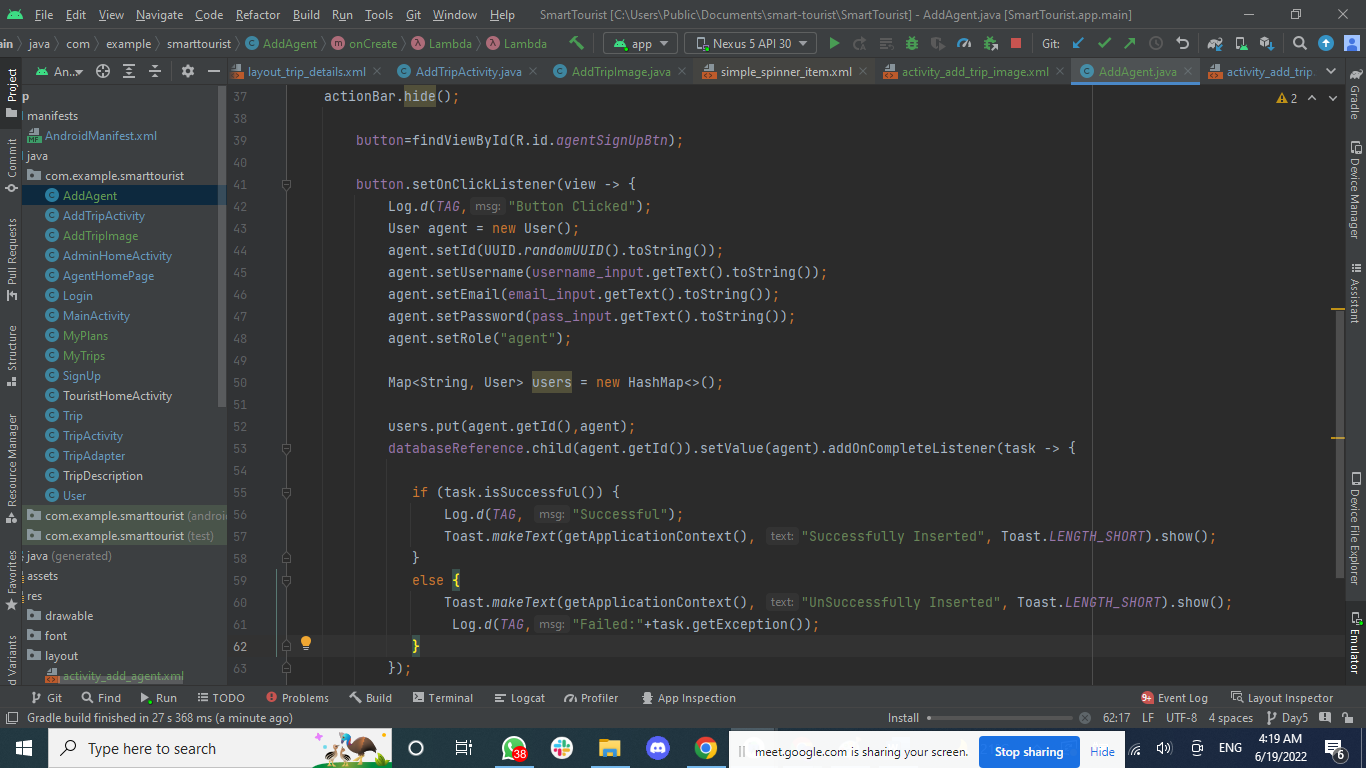 File Edit View Navigate Code Refactor Build Run Tools Git Window Help SmartTourist [C:\Users\Public\Documents\smart-tourist\SmartTourist] - AddAgent.java [SmartTourist.app.main]
ain java com example smarttourist AddAgent onCreate Lambda Lambda app Nexus 5 API 30 Git:
An... layout_trip_details.xml AddTripActivity.java AddTripImage.java simple_spinner_item.xml activity_add_trip_image.xml AddAgent.java activity_add_trip
Project
Commit
Pull Requests
Structure
Resource Manager
Favorites
d Variants
p
manifests
AndroidManifest.xml
java
com.example.smarttourist
AddAgent
AddTripActivity
AddTripImage
AdminHomeActivity
AgentHomePage
Login
MainActivity
MyPlans
MyTrips
SignUp
TouristHomeActivity
Trip
TripActivity
TripAdapter
TripDescription
User
com.example.smarttourist (androi
com.example.smarttourist (test)
java (generated)
assets
res
drawable
font
layout
activity_add_agent.xml
37 actionBar.hide();
38
39 button=findViewById(R.id.agentSignUpBtn);
40
41 button.setOnClickListener(view -> {
42 Log.d(TAG, msg: "Button Clicked");
43 User agent = new User();
44 agent.setId(UUID.randomUUID().toString());
45 agent.setUsername(username_input.getText().toString());
46 agent.setEmail(email_input.getText().toString());
47 agent.setPassword(pass_input.getText().toString());
48 agent.setRole("agent");
49
50 Map<String, User> users = new HashMap<>();
51
52 users.put(agent.getId(),agent);
53 databaseReference.child(agent.getId()).setValue(agent).addOnCompleteListener(task -> {
54
55 if (task.isSuccessful()) {
56 Log.d(TAG, msg: "Successful");
57 Toast.makeText(getApplicationContext(), text: "Successfully Inserted", Toast.LENGTH_SHORT).show();
58 }
59 else {
60 Toast.makeText(getApplicationContext(), text: "UnSuccessfully Inserted", Toast.LENGTH_SHORT).show();
61 Log.d(TAG, msg: "Failed:"+task.getException());
62 }
63 });
2
Gradle
Device Manager
Assistant
Device File Explorer
Emulator
Git Find Run TODO Problems Build Terminal Logcat Profiler App Inspection 9+ Event Log Layout Inspector
Gradle build finished in 27 s 368 ms (a minute ago) Install 62:17 LF UTF-8 4 spaces Day5
Type here to search 38 meet.google.com is sharing your screen. Stop sharing Hide ENG 4:19 AM
6/19/2022 6